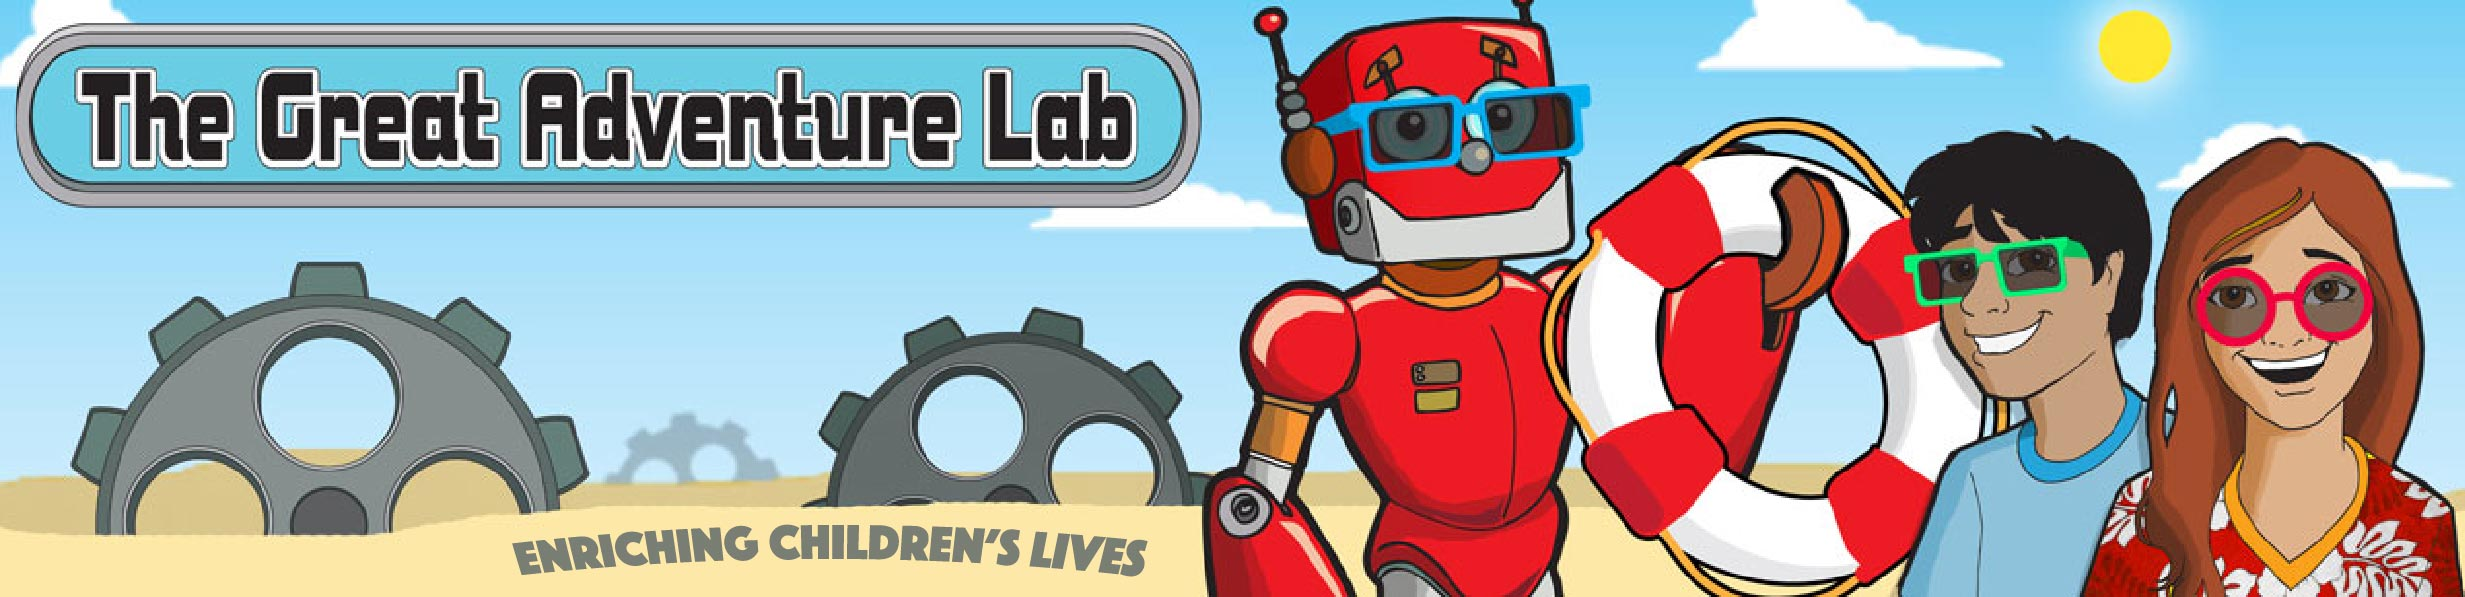 The Great Adventure Lab
ENRICHING CHILDREN'S LIVES